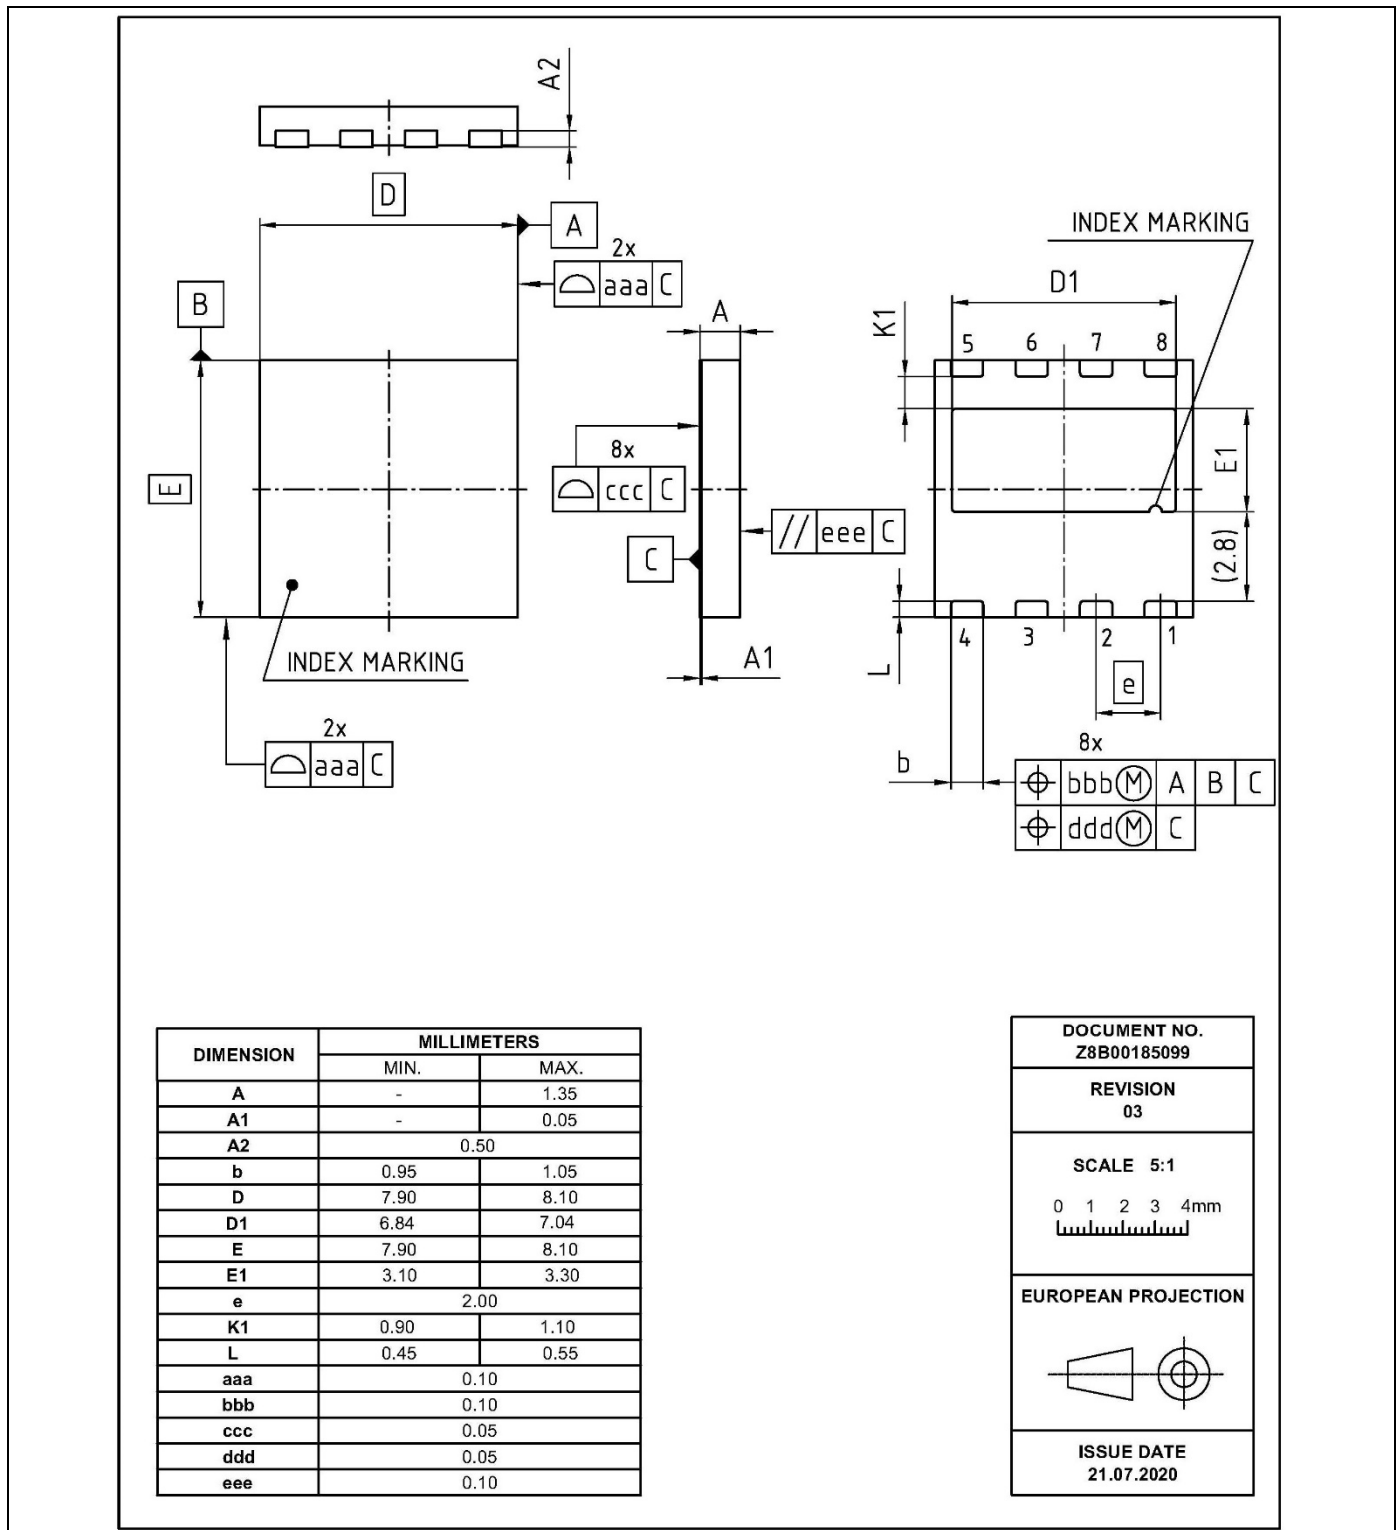 A2
D
A
2x
aaa C
B
E
INDEX MARKING
2x
aaa C
A
8x
ccc C
// eee C
C
A1
INDEX MARKING
D1
K1
5 6 7 8
E1
(2.8)
4 3 2 1
L
e
b
8x
bbb Ⓜ A B C
ddd Ⓜ C
DIMENSION MILLIMETERS
MIN. MAX.
A - 1.35
A1 - 0.05
A2 0.50
b 0.95 1.05
D 7.90 8.10
D1 6.84 7.04
E 7.90 8.10
E1 3.10 3.30
e 2.00
K1 0.90 1.10
L 0.45 0.55
aaa 0.10
bbb 0.10
ccc 0.05
ddd 0.05
eee 0.10
DOCUMENT NO.
Z8B00185099
REVISION
03
SCALE 5:1
0 1 2 3 4mm
EUROPEAN PROJECTION
ISSUE DATE
21.07.2020